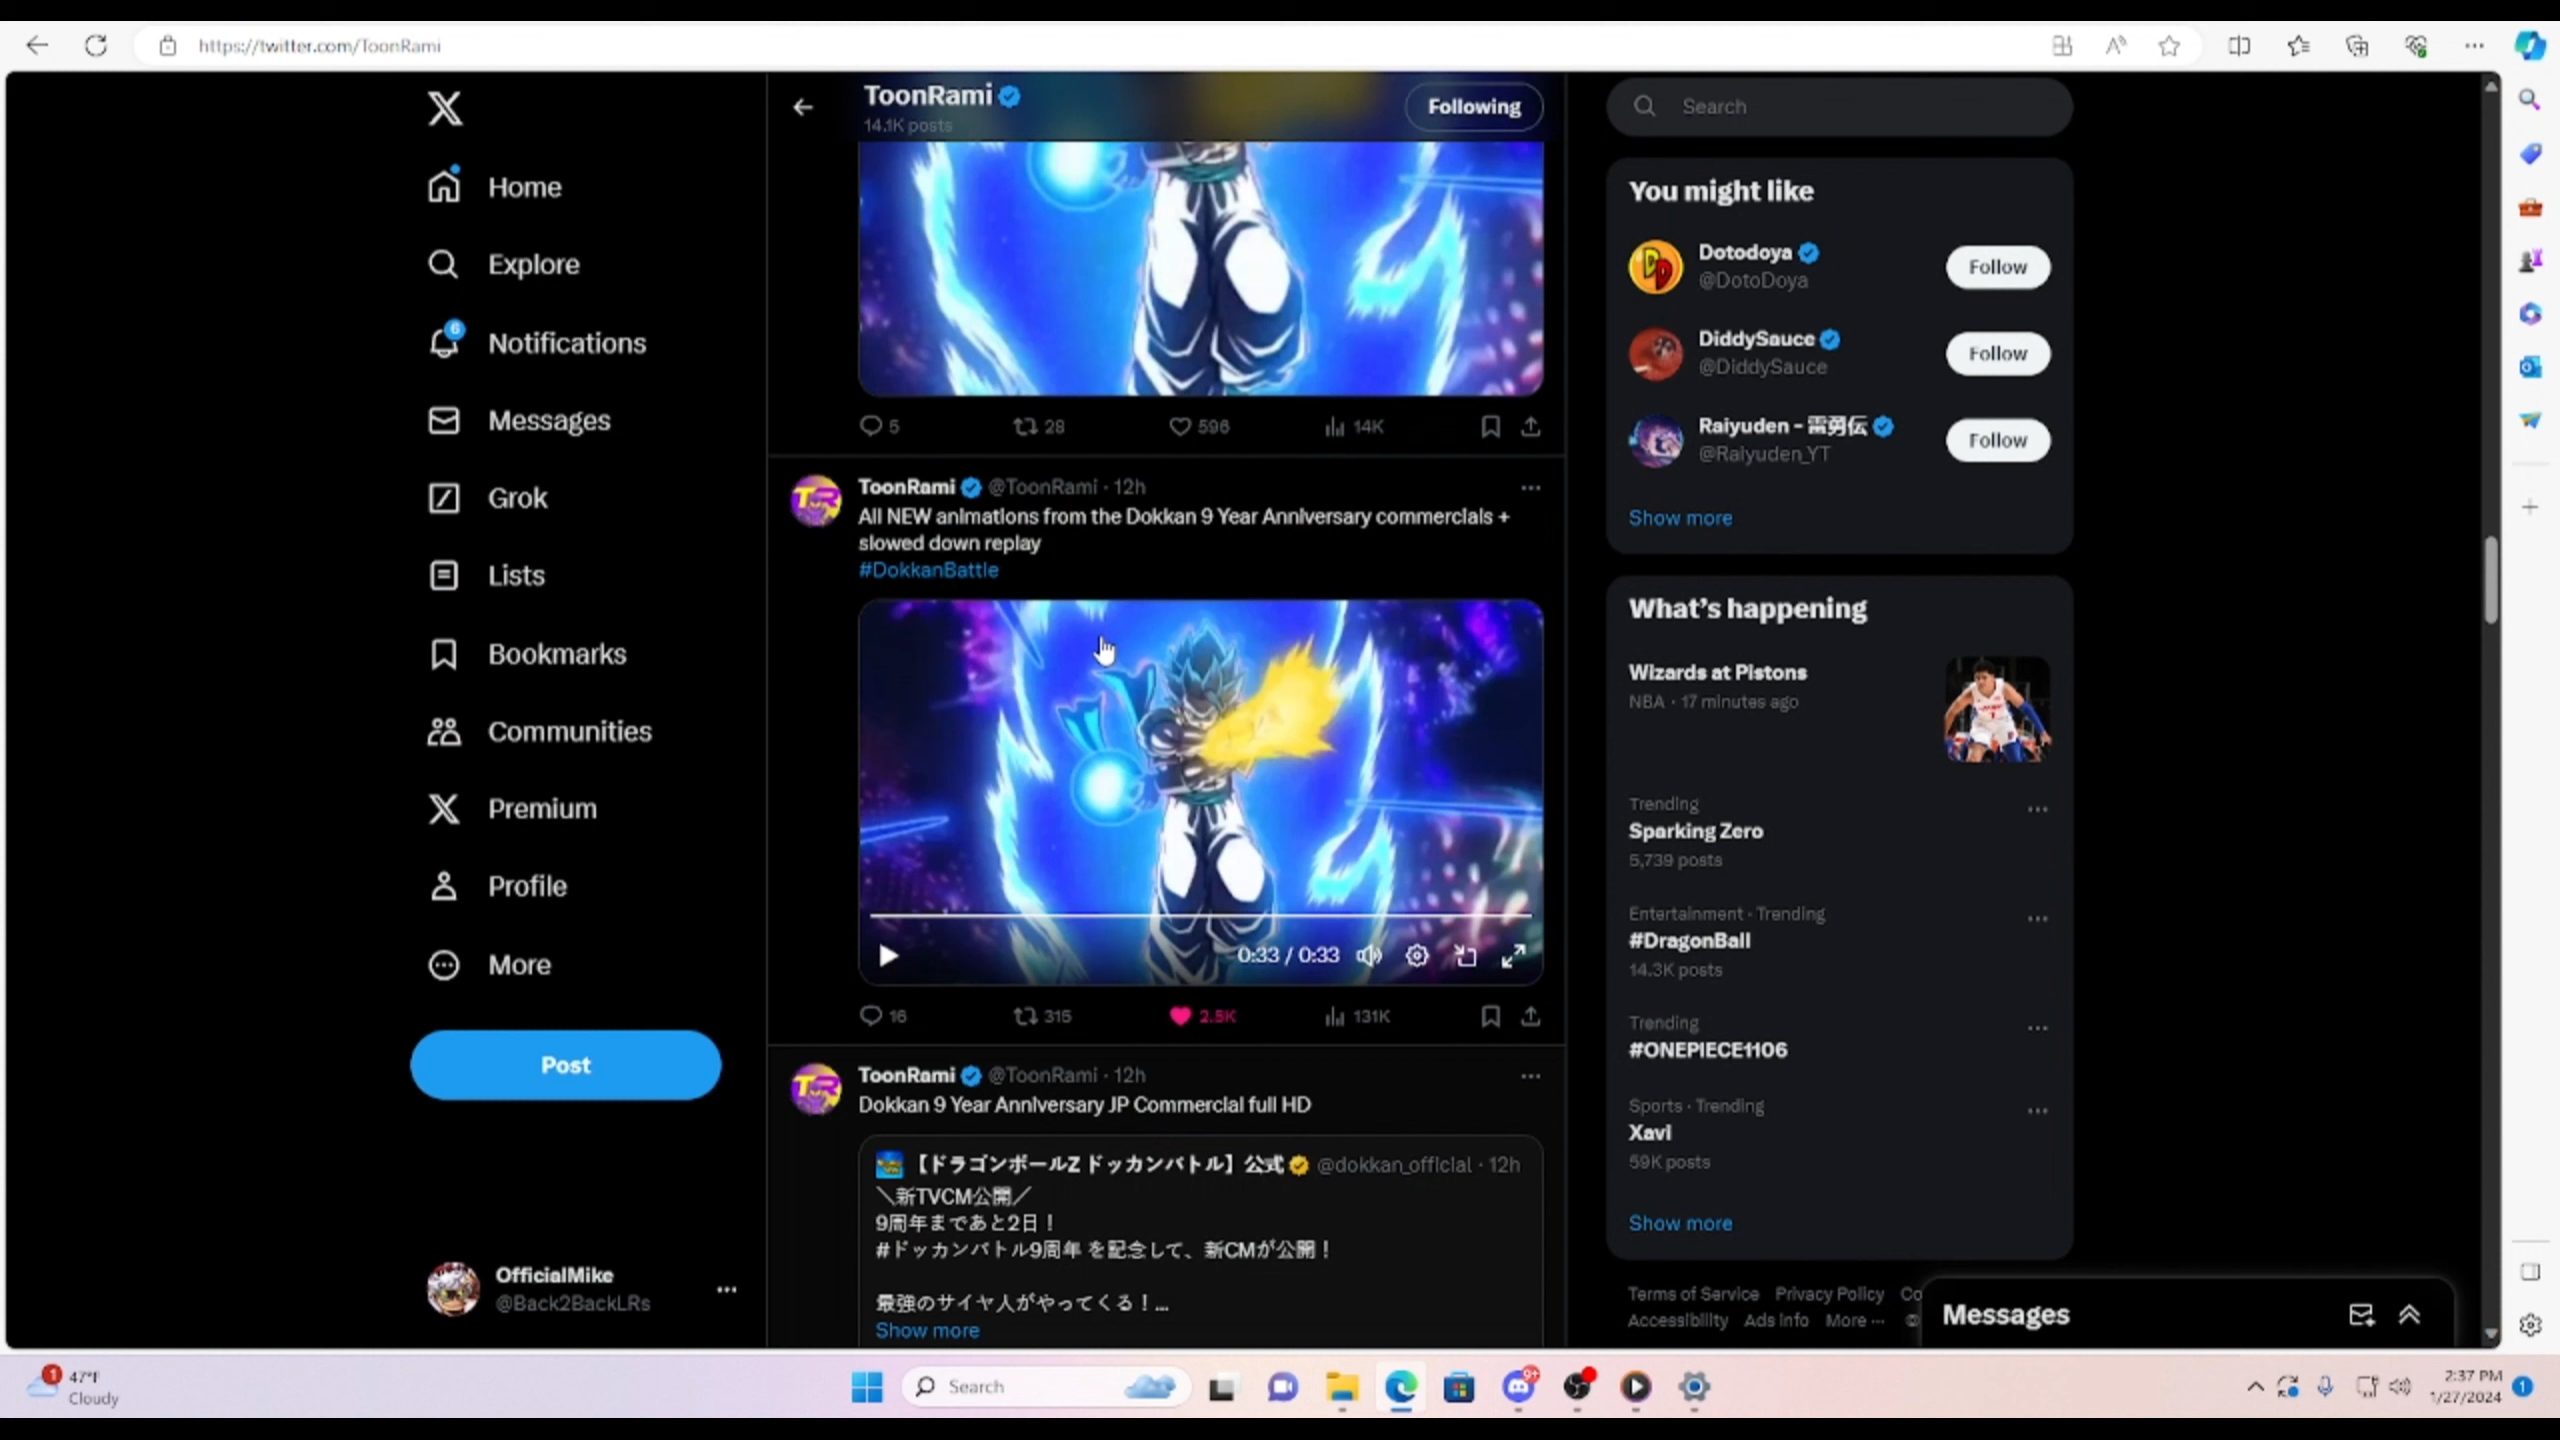 https://twitter.com/ToonRami
Home
Explore
6
Notifications
Messages
Grok
Lists
Bookmarks
Communities
Premium
Profile
More
Post
OfficialMike
@Back2BackLRs
ToonRami
14.1K posts
Following
5 28 596 14K
ToonRami @ToonRami · 12h
All NEW animations from the Dokkan 9 Year Anniversary commercials +
slowed down replay
#DokkanBattle
0:33 / 0:33
16 315 2.5K 131K
ToonRami @ToonRami · 12h
Dokkan 9 Year Anniversary JP Commercial full HD
【ドラゴンボールZ ドッカンバトル】公式 @dokkan_official · 12h
＼新TVCM公開／
9周年まであと2日！
#ドッカンバトル9周年 を記念して、新CMが公開！
最強のサイヤ人がやってくる！...
Show more
Search
You might like
Dotodoya
@DotoDoya
Follow
DiddySauce
@DiddySauce
Follow
Raiyuden - 雷勇伝
@Raiyuden_YT
Follow
Show more
What's happening
Wizards at Pistons
NBA · 17 minutes ago
Trending
Sparking Zero
5,739 posts
Entertainment · Trending
#DragonBall
14.3K posts
Trending
#ONEPIECE1106
Sports · Trending
Xavi
59K posts
Show more
Terms of Service Privacy Policy Co
Accessibility Ads info More ...
Messages
1
47°F
Cloudy
Search
9+
2:37 PM
1/27/2024
1